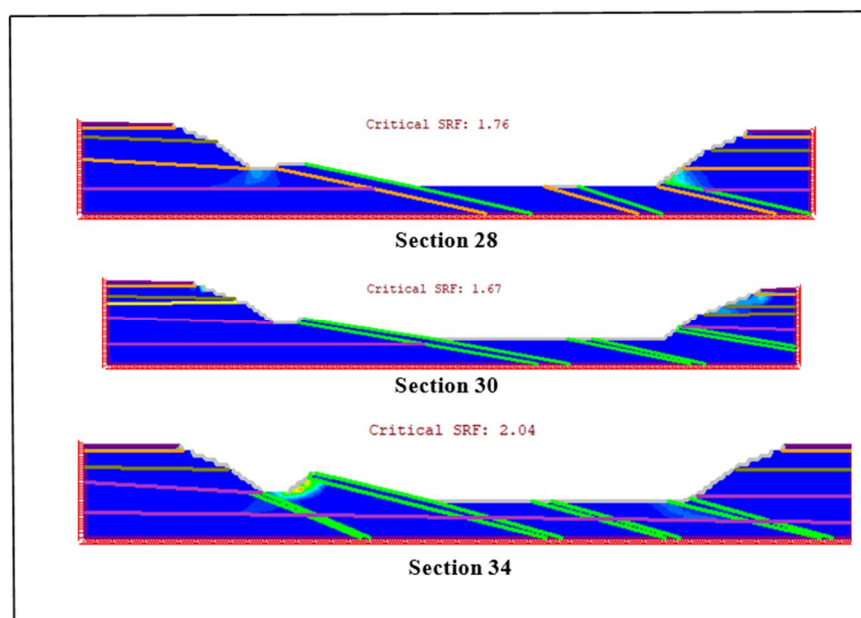 Critical SRF: 1.76
Section 28
Critical SRF: 1.67
Section 30
Critical SRF: 2.04
Section 34